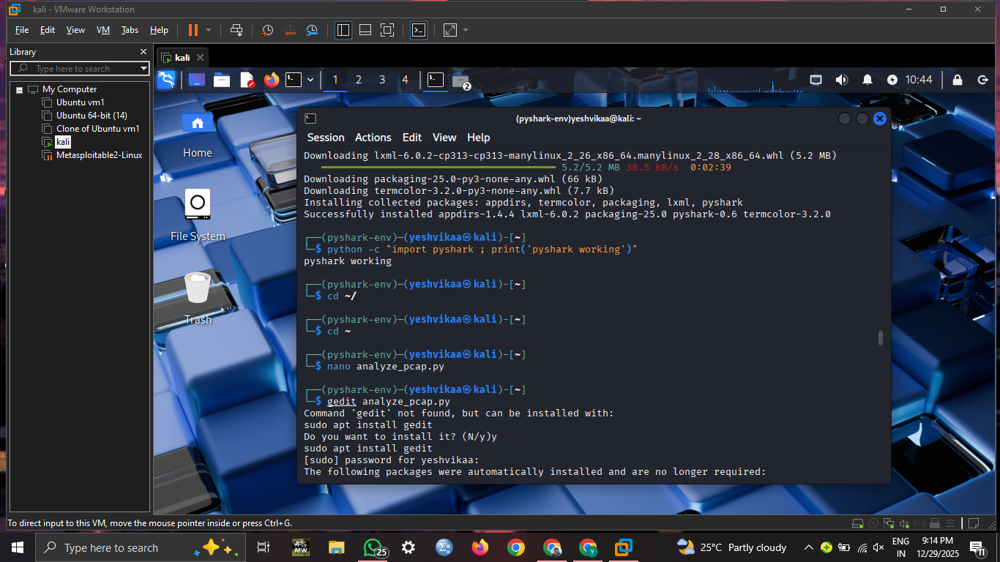 kali - VMware Workstation
File Edit View VM Tabs Help
Library
Type here to search
My Computer
Ubuntu vm1
Ubuntu 64-bit (14)
Clone of Ubuntu vm1
kali
Metasploitable2-Linux
kali
1 2 3 4
2
10:44
Home
File System
Trash
(pyshark-env)yeshvikaa@kali: ~
Session Actions Edit View Help
Downloading lxml-6.0.2-cp313-cp313-manylinux_2_26_x86_64.manylinux_2_28_x86_64.whl (5.2 MB)
5.2/5.2 MB 38.5 kB/s 0:02:39
Downloading packaging-25.0-py3-none-any.whl (66 kB)
Downloading termcolor-3.2.0-py3-none-any.whl (7.7 kB)
Installing collected packages: appdirs, termcolor, packaging, lxml, pyshark
Successfully installed appdirs-1.4.4 lxml-6.0.2 packaging-25.0 pyshark-0.6 termcolor-3.2.0
┌──(pyshark-env)─(yeshvikaa㉿kali)-[~]
└─$ python -c "import pyshark ; print('pyshark working')"
pyshark working
┌──(pyshark-env)─(yeshvikaa㉿kali)-[~]
└─$ cd ~/
┌──(pyshark-env)─(yeshvikaa㉿kali)-[~]
└─$ cd ~
┌──(pyshark-env)─(yeshvikaa㉿kali)-[~]
└─$ nano analyze_pcap.py
┌──(pyshark-env)─(yeshvikaa㉿kali)-[~]
└─$ gedit analyze_pcap.py
Command 'gedit' not found, but can be installed with:
sudo apt install gedit
Do you want to install it? (N/y)y
sudo apt install gedit
[sudo] password for yeshvikaa:
The following packages were automatically installed and are no longer required:
To direct input to this VM, move the mouse pointer inside or press Ctrl+G.
Type here to search
MW
25
Y
25°C Partly cloudy
ENG
IN
9:14 PM
12/29/2025
11